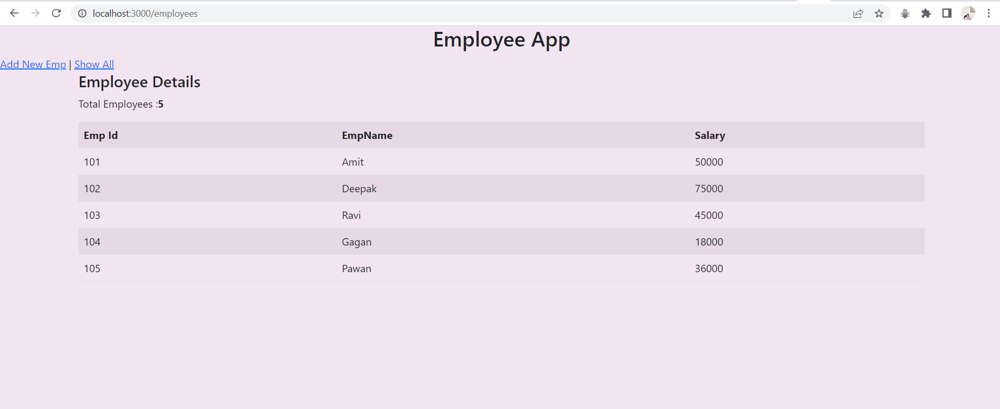 localhost:3000/employees
Employee App
Add New Emp | Show All
Employee Details
Total Employees :5
Emp Id EmpName Salary
101 Amit 50000
102 Deepak 75000
103 Ravi 45000
104 Gagan 18000
105 Pawan 36000